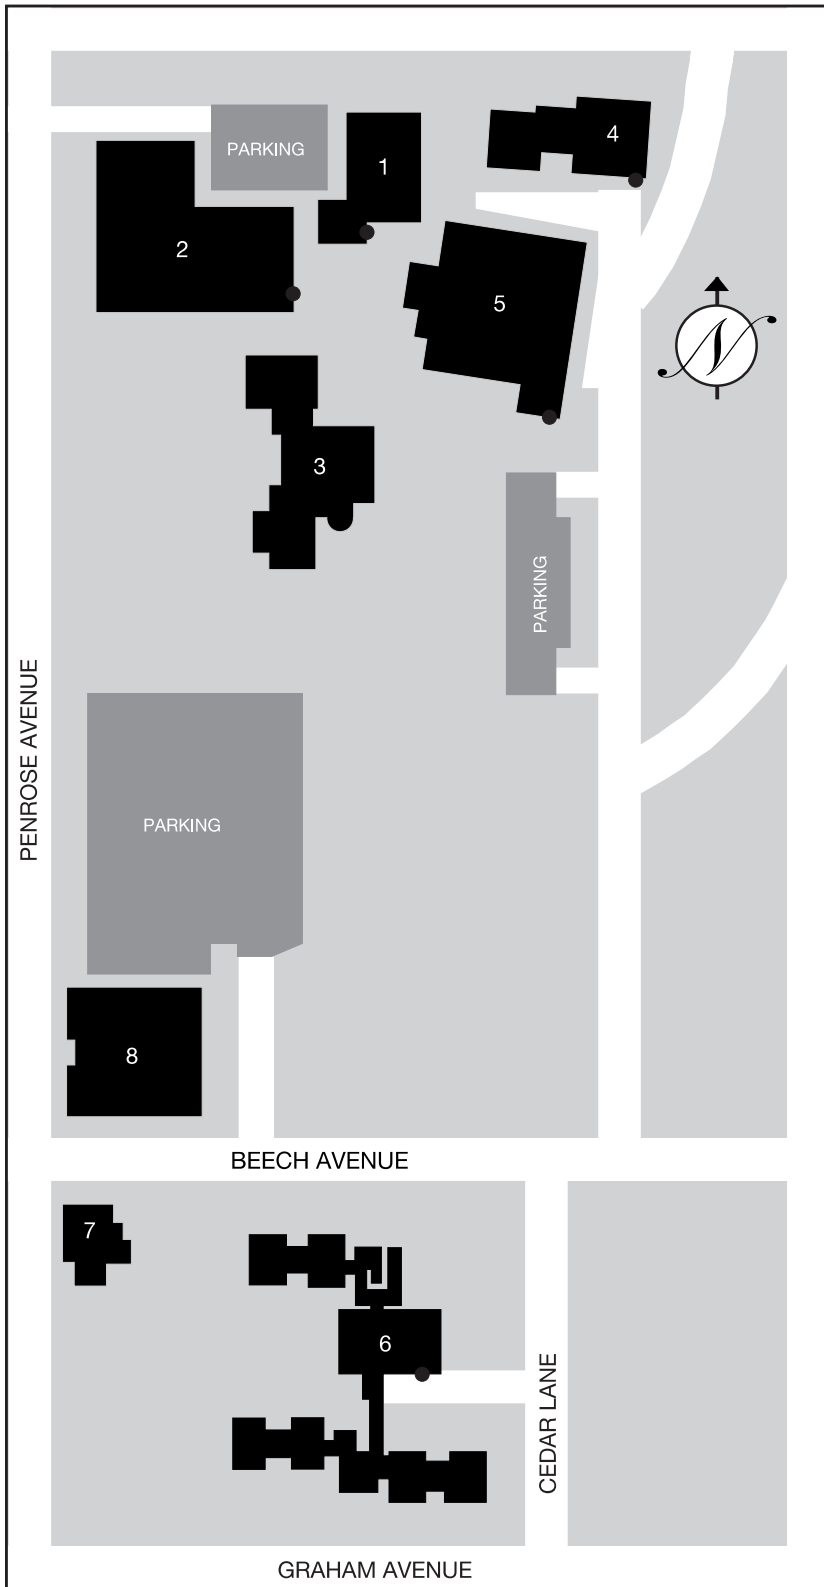 4
PARKING
1
2
5
N
3
PARKING
PENROSE AVENUE
PARKING
8
BEECH AVENUE
7
6
CEDAR LANE
GRAHAM AVENUE